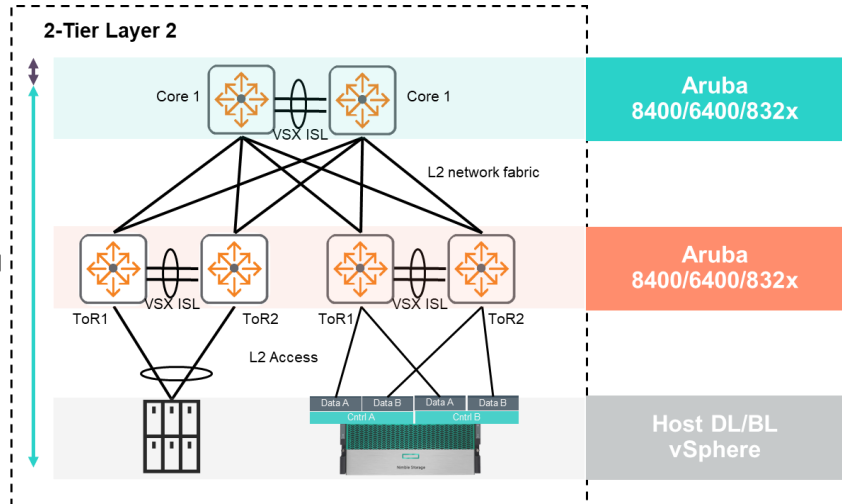 2-Tier Layer 2
Core 1
Core 1
VSX ISL
Aruba
8400/6400/832x
L2 network fabric
VSX ISL
VSX ISL
Aruba
8400/6400/832x
ToR1
ToR2
ToR1
ToR2
L2 Access
Data A
Data B
Data A
Data B
Cntrl A
Cntrl B
Nimble Storage
Host DL/BL
vSphere